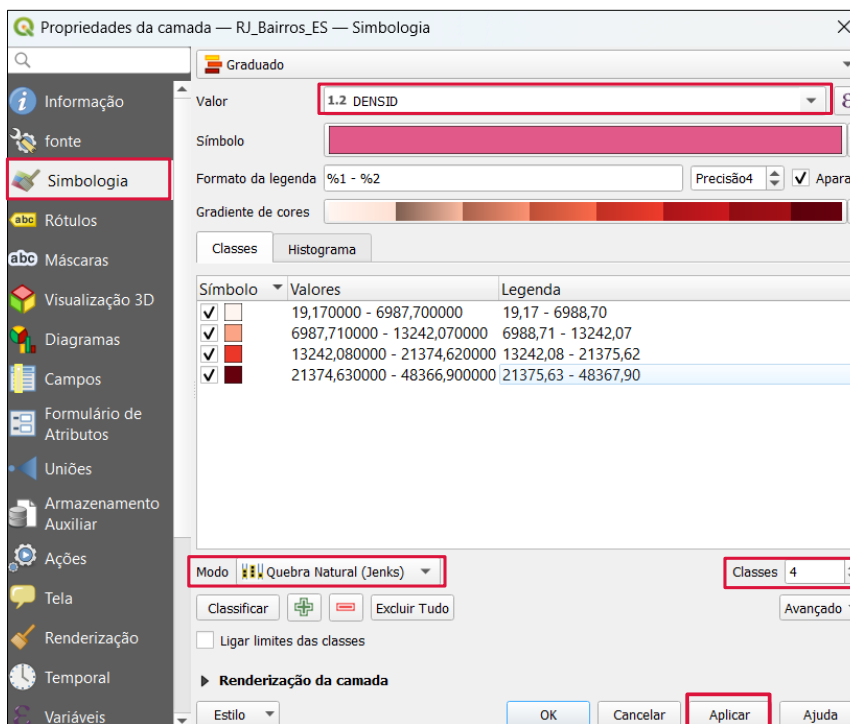 Propriedades da camada — RJ_Bairros_ES — Simbologia
Informação
fonte
Simbologia
abc Rótulos
abc Máscaras
Visualização 3D
Diagramas
Campos
Formulário de
Atributos
Uniões
Armazenamento
Auxiliar
Ações
Tela
Renderização
Temporal
Variáveis
Graduado
Valor 1.2 DENSID
Símbolo
Formato da legenda %1 - %2 Precisão4 Apara
Gradiente de cores
Classes Histograma
Símbolo Valores Legenda
19,170000 - 6987,700000 19,17 - 6988,70
6987,710000 - 13242,070000 6988,71 - 13242,07
13242,080000 - 21374,620000 13242,08 - 21375,62
21374,630000 - 48366,900000 21375,63 - 48367,90
Modo Quebra Natural (Jenks) Classes 4
Classificar Excluir Tudo Avançado
Ligar limites das classes
Renderização da camada
Estilo OK Cancelar Aplicar Ajuda